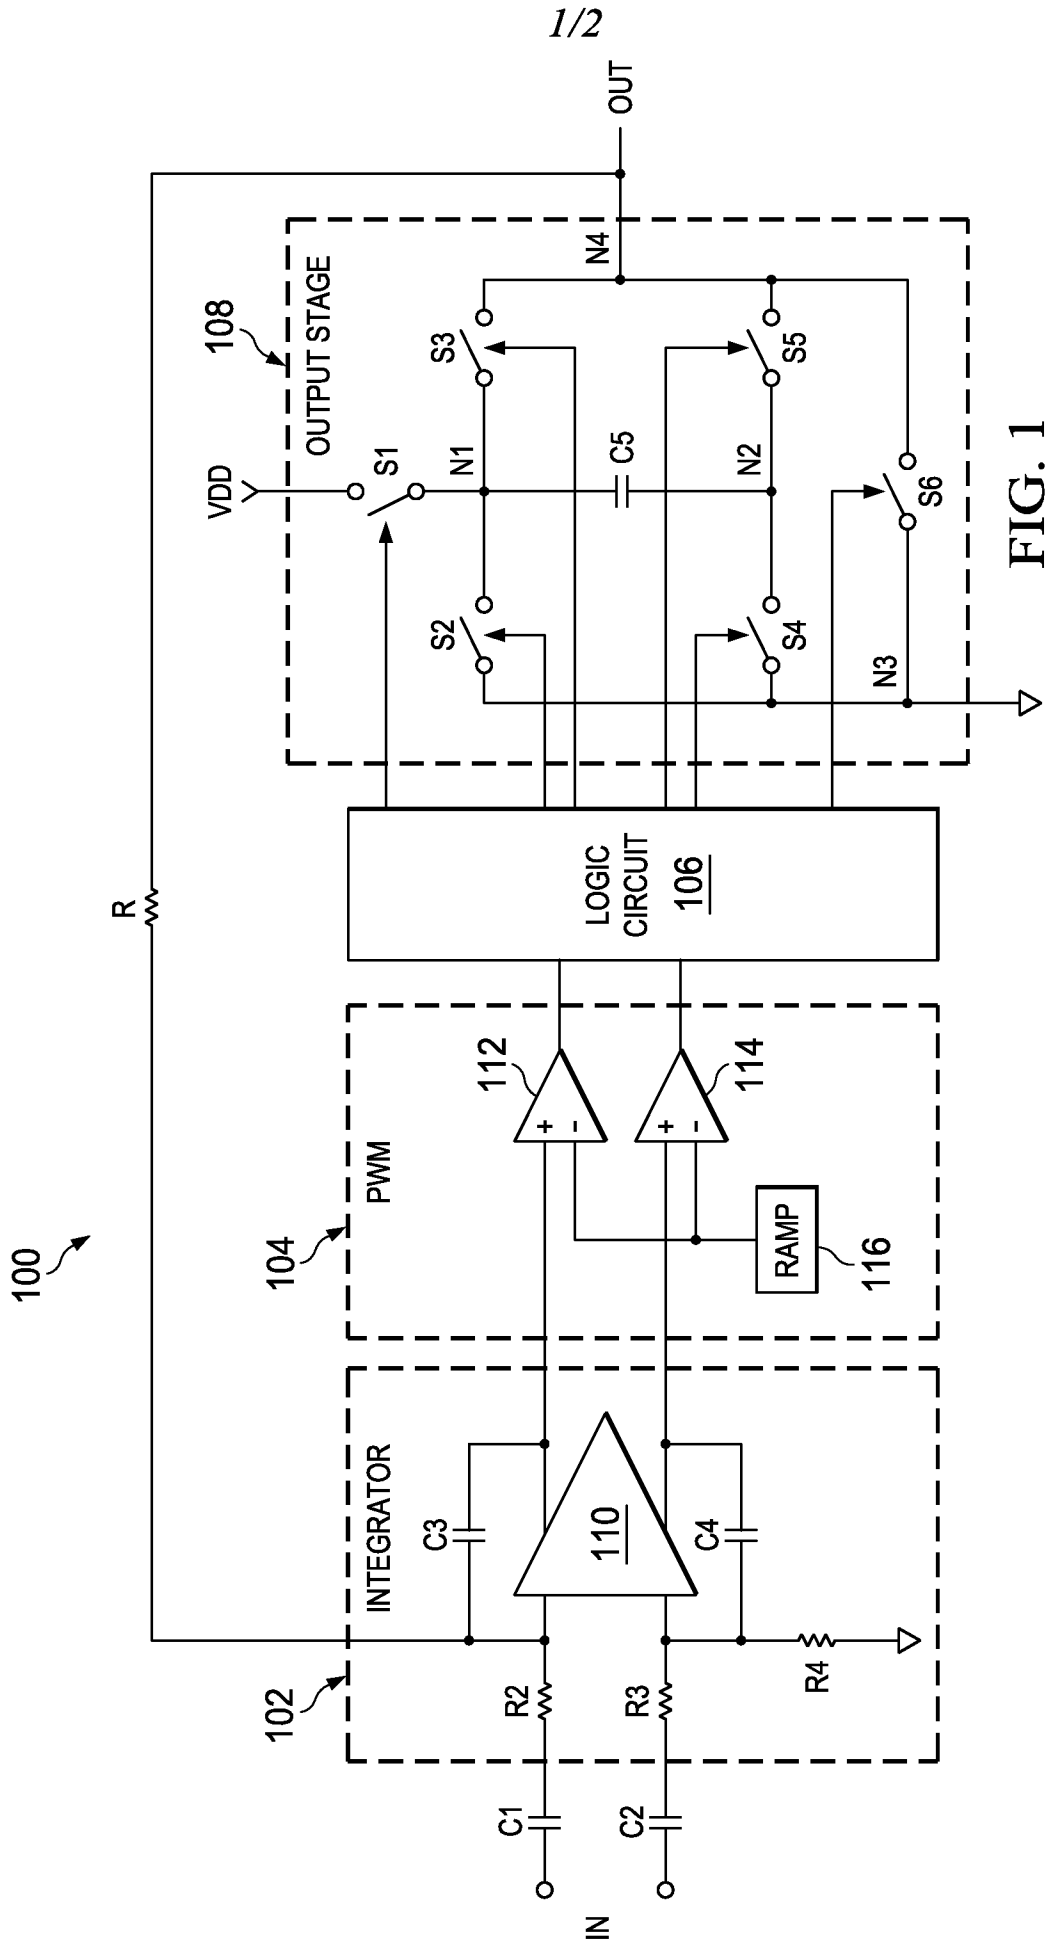 1/2
100
R
102
INTEGRATOR
104
PWM
108
OUTPUT STAGE
VDD
OUT
IN
C1
C2
R2
R3
R4
C3
C4
110
112
114
+
-
+
-
RAMP
116
LOGIC
CIRCUIT
106
S1
S2
S3
S4
S5
S6
N1
N2
N3
N4
C5
FIG. 1